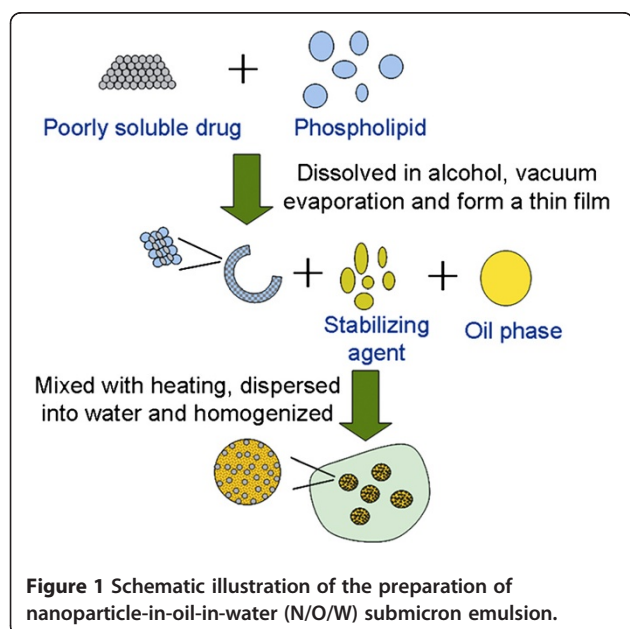 +
Poorly soluble drug Phospholipid
Dissolved in alcohol, vacuum
evaporation and form a thin film
+ +
Stabilizing
agent
Oil phase
Mixed with heating, dispersed
into water and homogenized
Figure 1 Schematic illustration of the preparation of
nanoparticle-in-oil-in-water (N/O/W) submicron emulsion.